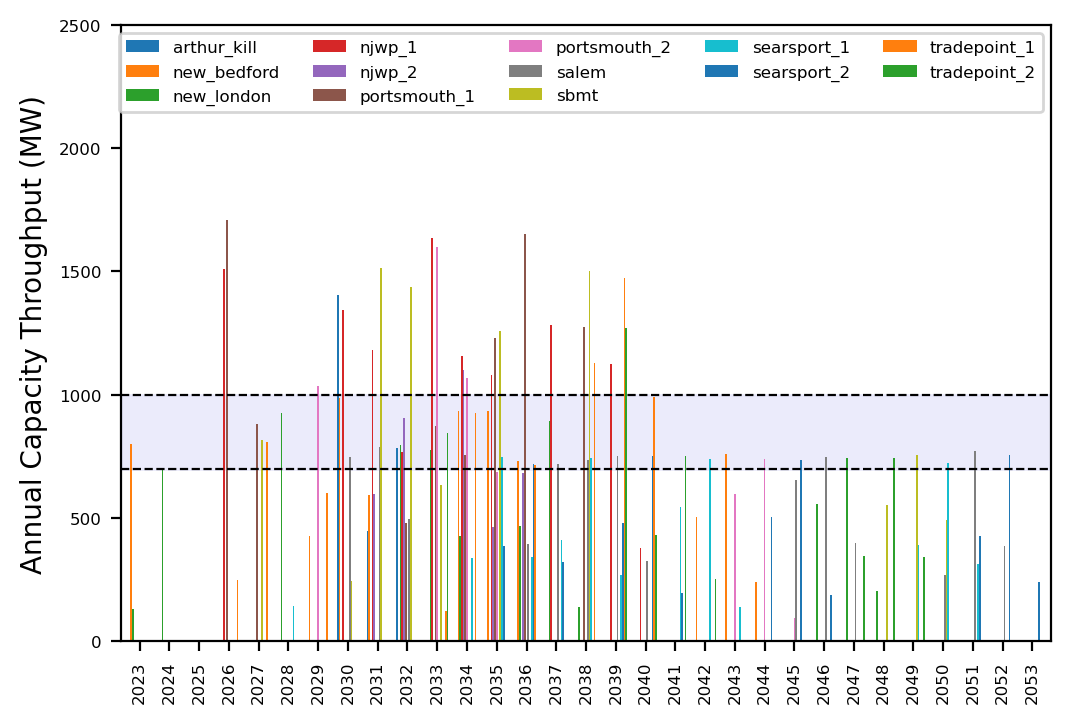 Annual Capacity Throughput (MW)
2500
2000
1500
1000
500
0
arthur_kill
new_bedford
new_london
njwp_1
njwp_2
portsmouth_1
portsmouth_2
salem
sbmt
searsport_1
searsport_2
tradepoint_1
tradepoint_2
2023
2024
2025
2026
2027
2028
2029
2030
2031
2032
2033
2034
2035
2036
2037
2038
2039
2040
2041
2042
2043
2044
2045
2046
2047
2048
2049
2050
2051
2052
2053